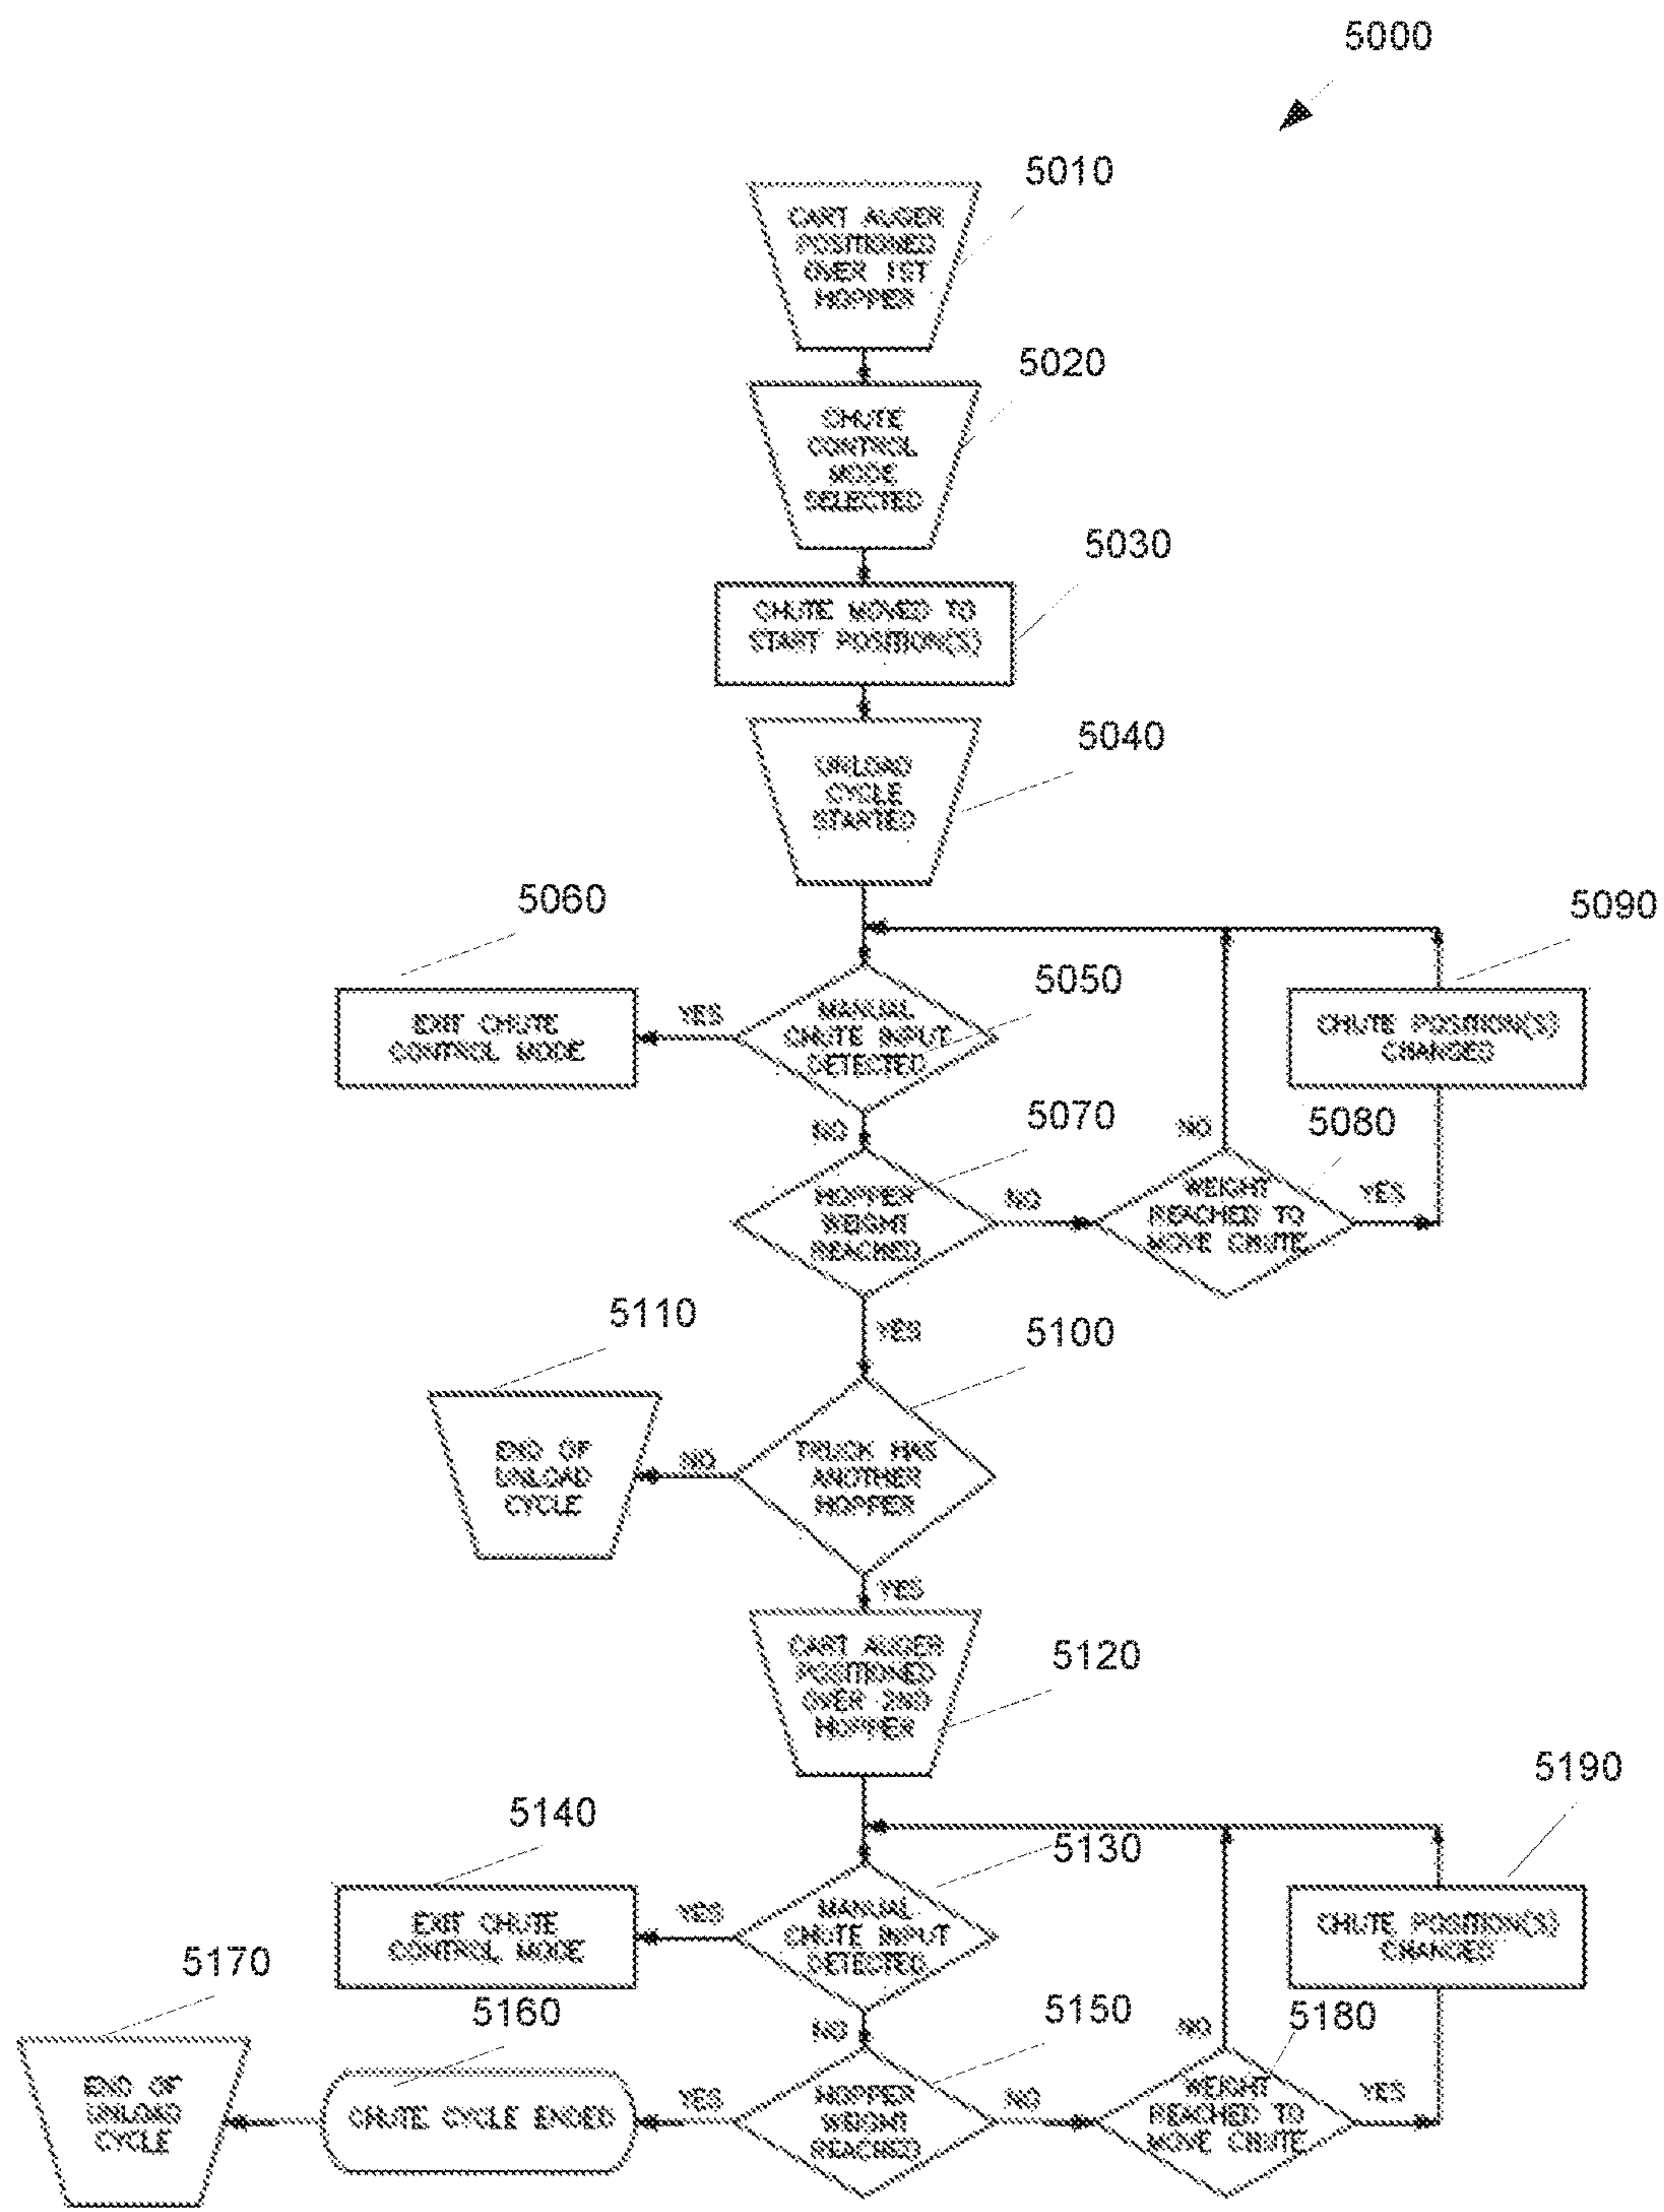 5000
5010
CART AUGER
POSITIONED
OVER 1ST
HOPPER
5020
CHUTE
CONTROL
MODE
SELECTED
5030
CHUTE MOVED TO
START POSITION(S)
5040
UNLOAD
CYCLE
STARTED
5060
5090
5050
EXIT CHUTE
CONTROL MODE
YES
MANUAL
CHUTE INPUT
DETECTED
CHUTE POSITION(S)
CHANGED
NO
5070
NO
5080
HOPPER
WEIGHT
REACHED
NO
WEIGHT
REACHED TO
MOVE CHUTE
YES
5110
YES
5100
END OF
UNLOAD
CYCLE
NO
TRUCK HAS
ANOTHER
HOPPER
YES
CART AUGER
POSITIONED
OVER 2ND
HOPPER
5120
5190
5140
5130
EXIT CHUTE
CONTROL MODE
YES
MANUAL
CHUTE INPUT
DETECTED
CHUTE POSITION(S)
CHANGED
5170
5160
NO
5150
NO
5180
END OF
UNLOAD
CYCLE
CHUTE CYCLE ENDED
YES
HOPPER
WEIGHT
REACHED
NO
WEIGHT
REACHED TO
MOVE CHUTE
YES